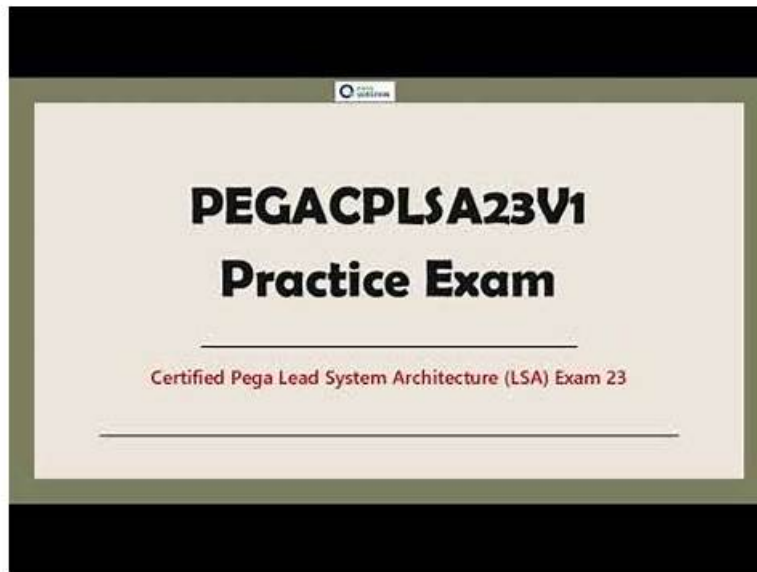 PEGACPLSA23V1
Practice Exam
Certified Pega Lead System Architecture (LSA) Exam 23